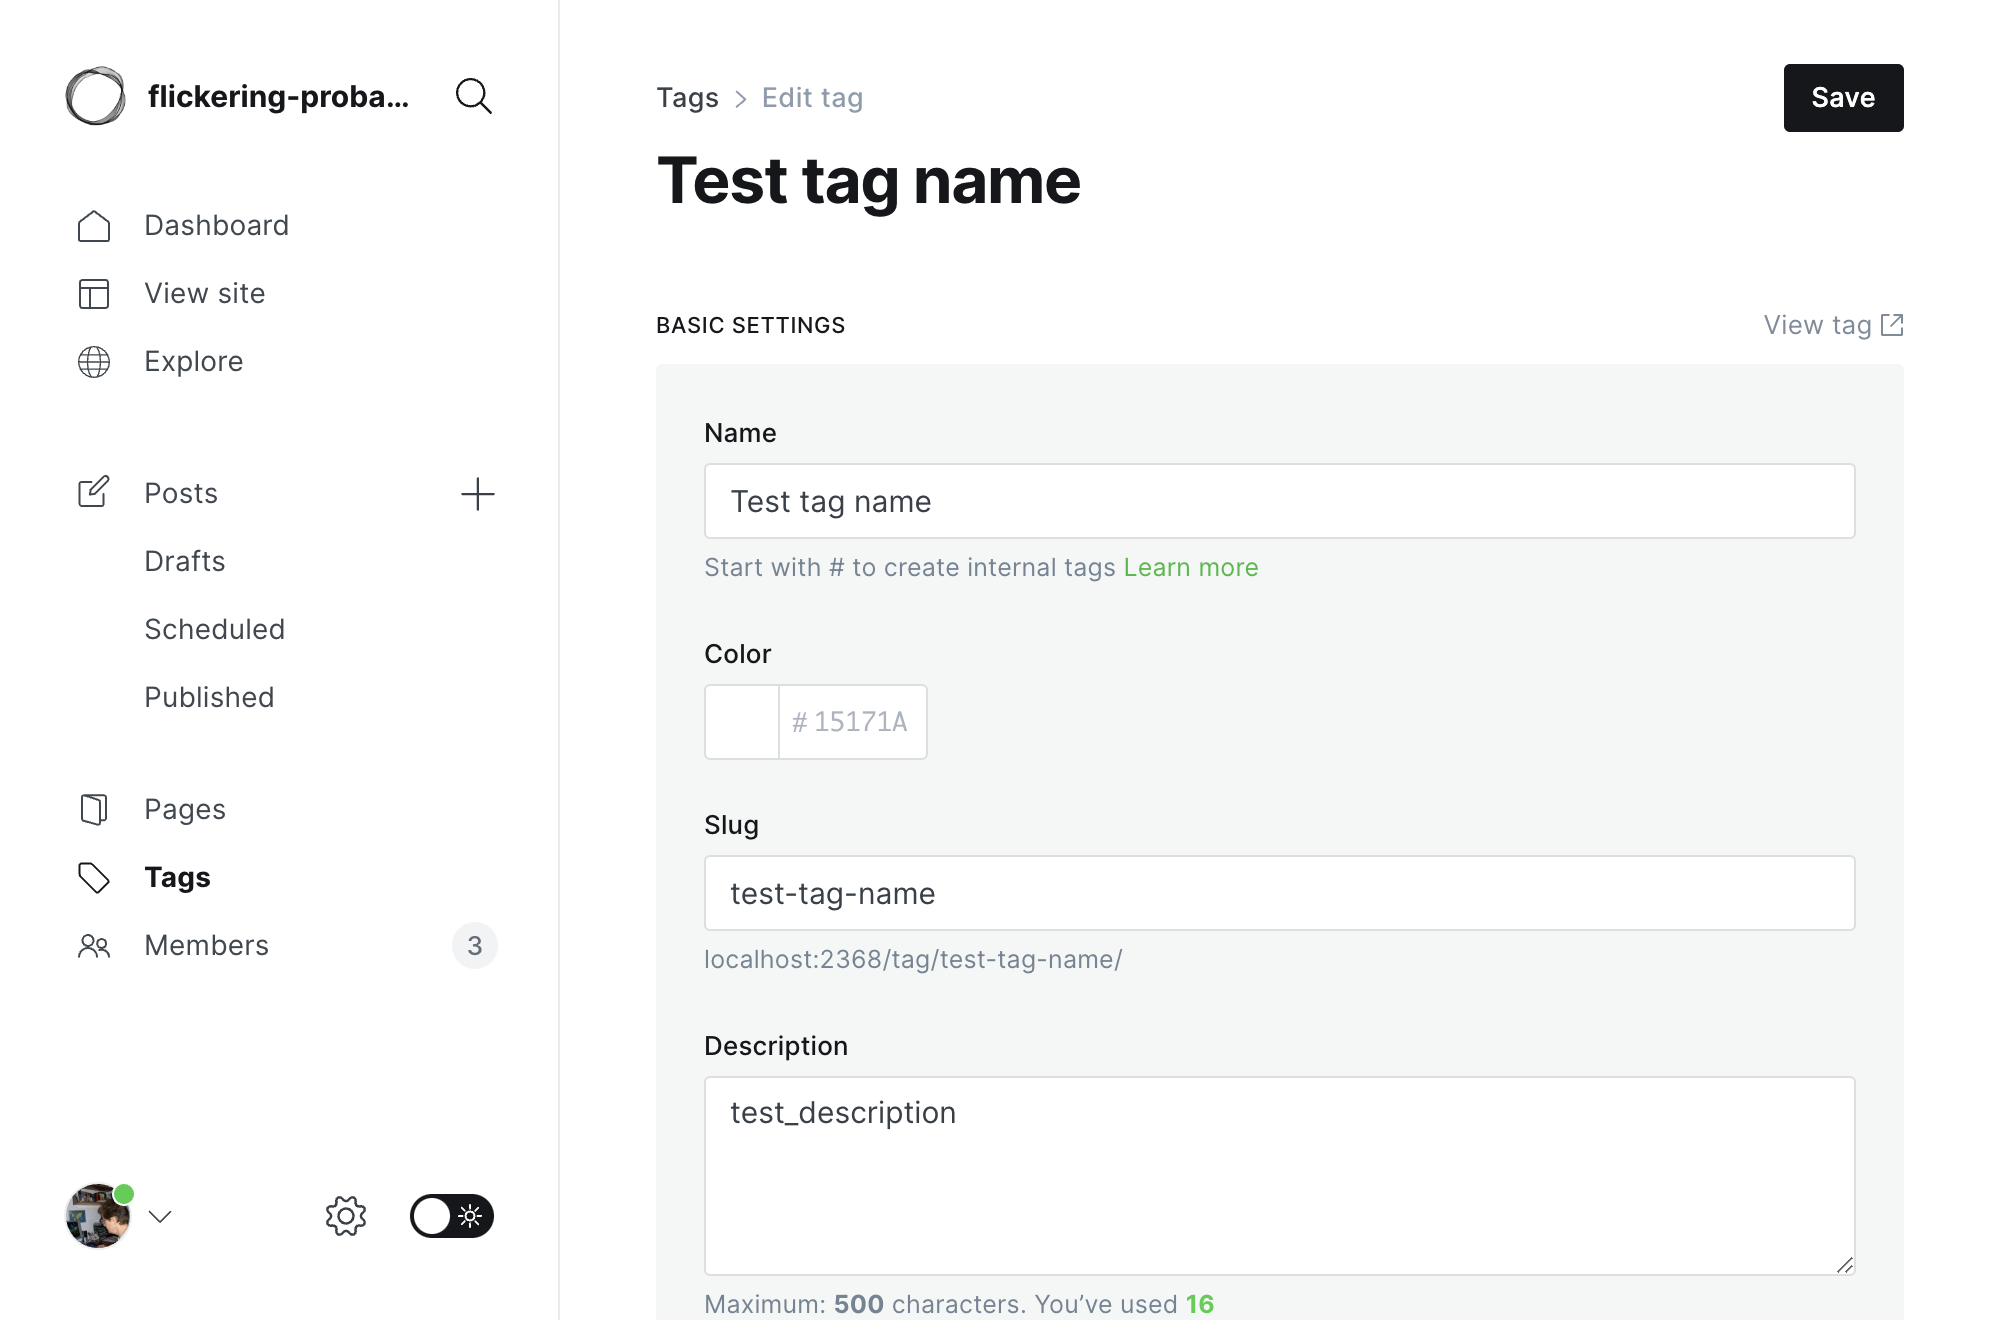 flickering-proba...
Dashboard
View site
Explore
Posts
Drafts
Scheduled
Published
Pages
Tags
Members 3
Tags > Edit tag
Save
Test tag name
BASIC SETTINGS
View tag
Name
Test tag name
Start with # to create internal tags Learn more
Color
# 15171A
Slug
test-tag-name
localhost:2368/tag/test-tag-name/
Description
test_description
Maximum: 500 characters. You’ve used 16